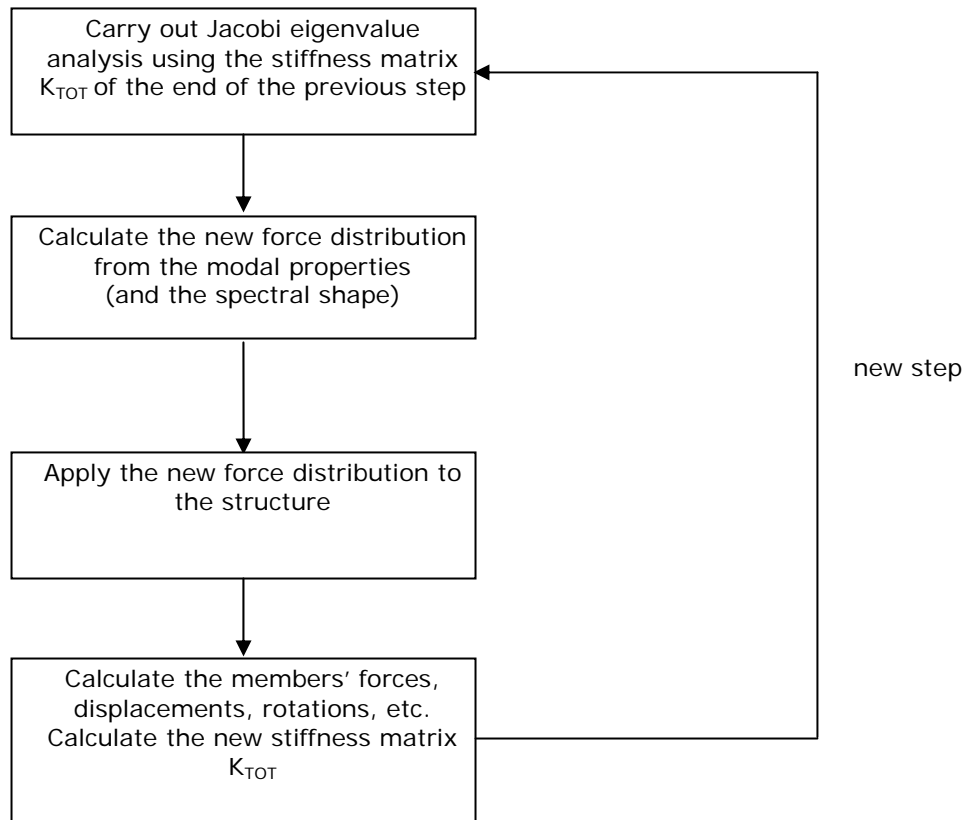 Carry out Jacobi eigenvalue
analysis using the stiffness matrix
K_TOT of the end of the previous step
Calculate the new force distribution
from the modal properties
(and the spectral shape)
new step
Apply the new force distribution to
the structure
Calculate the members’ forces,
displacements, rotations, etc.
Calculate the new stiffness matrix
K_TOT